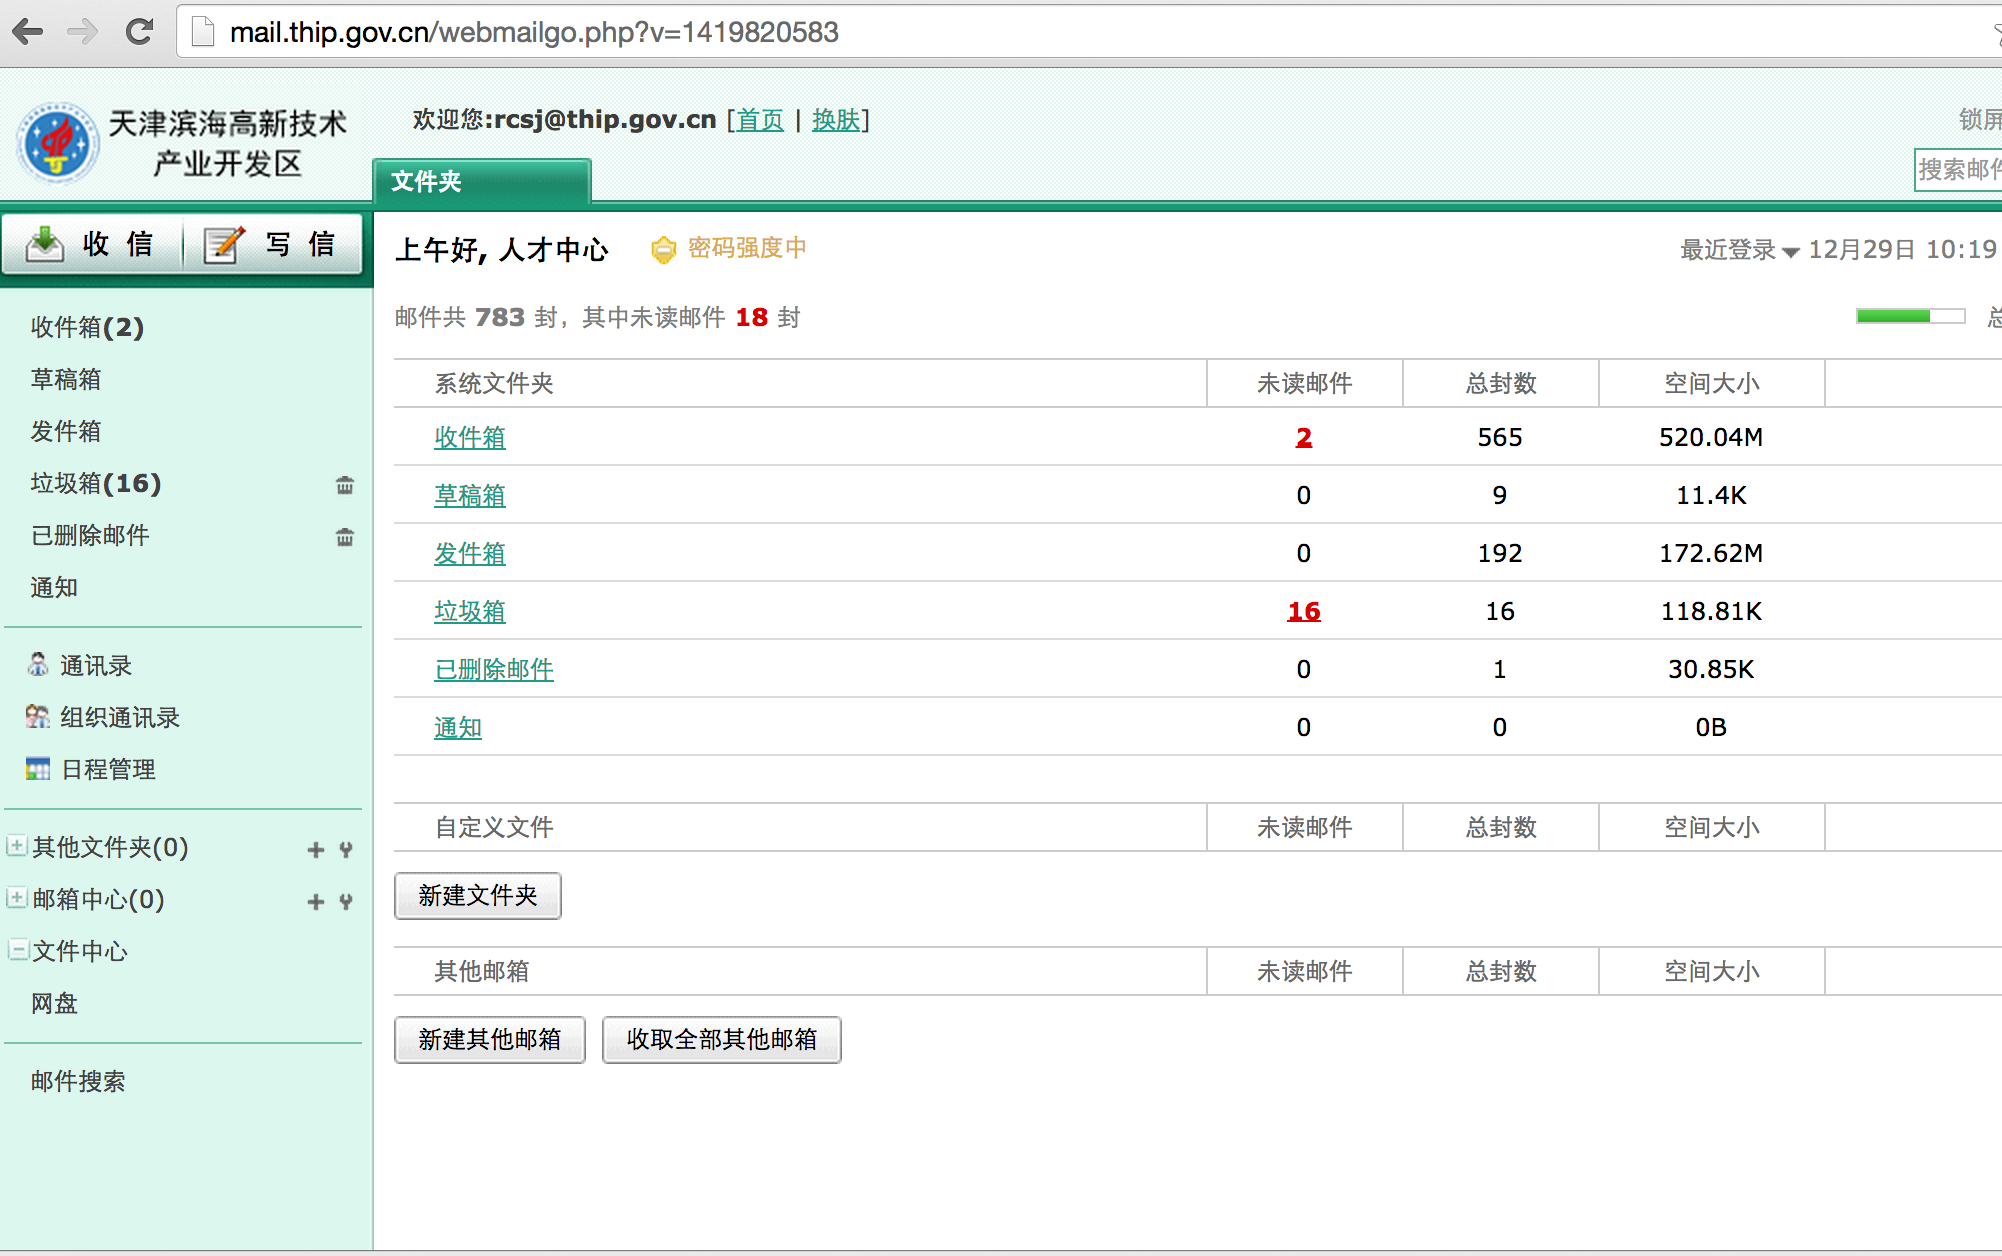 mail.thip.gov.cn/webmailgo.php?v=1419820583
天津滨海高新技术
产业开发区
欢迎您:rcsj@thip.gov.cn [首页 | 换肤]
锁屏
搜索邮件
文件夹
收 信 写 信
上午好, 人才中心 密码强度中 最近登录 12月29日 10:19
邮件共 783 封，其中未读邮件 18 封 总
收件箱(2)
草稿箱
发件箱
垃圾箱(16)
已删除邮件
通知
通讯录
组织通讯录
日程管理
其他文件夹(0)
邮箱中心(0)
文件中心
网盘
邮件搜索
系统文件夹 未读邮件 总封数 空间大小
收件箱 2 565 520.04M
草稿箱 0 9 11.4K
发件箱 0 192 172.62M
垃圾箱 16 16 118.81K
已删除邮件 0 1 30.85K
通知 0 0 0B
自定义文件 未读邮件 总封数 空间大小
新建文件夹
其他邮箱 未读邮件 总封数 空间大小
新建其他邮箱 收取全部其他邮箱